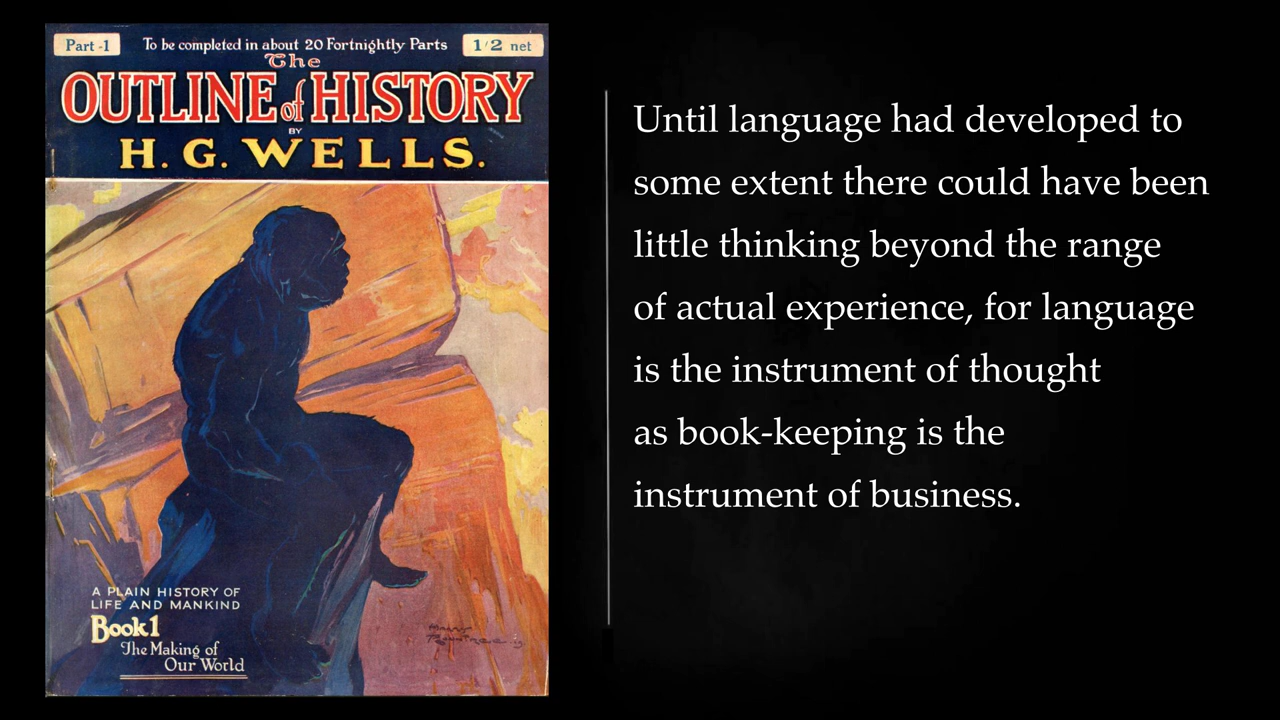 Part -1
To be completed in about 20 Fortnightly Parts
1/2 net
The
OUTLINE of HISTORY
BY
H. G. WELLS.
A PLAIN HISTORY OF
LIFE AND MANKIND
Book 1
The Making of
Our World
Until language had developed to
some extent there could have been
little thinking beyond the range
of actual experience, for language
is the instrument of thought
as book-keeping is the
instrument of business.